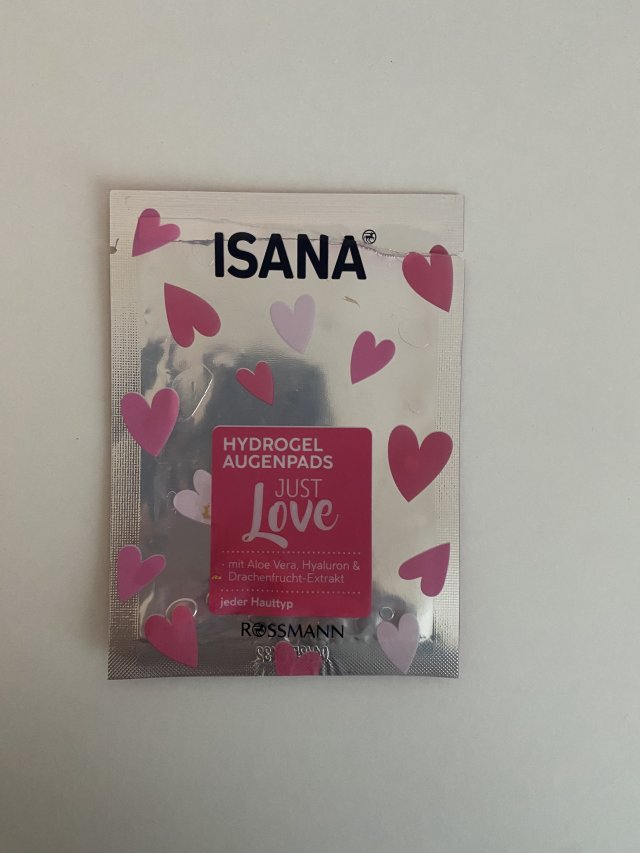 ISANA
HYDROGEL
AUGENPADS
JUST
Love
· mit Aloe Vera, Hyaluron &
Drachenfrucht-Extrakt
jeder Hauttyp
ROSSMANN